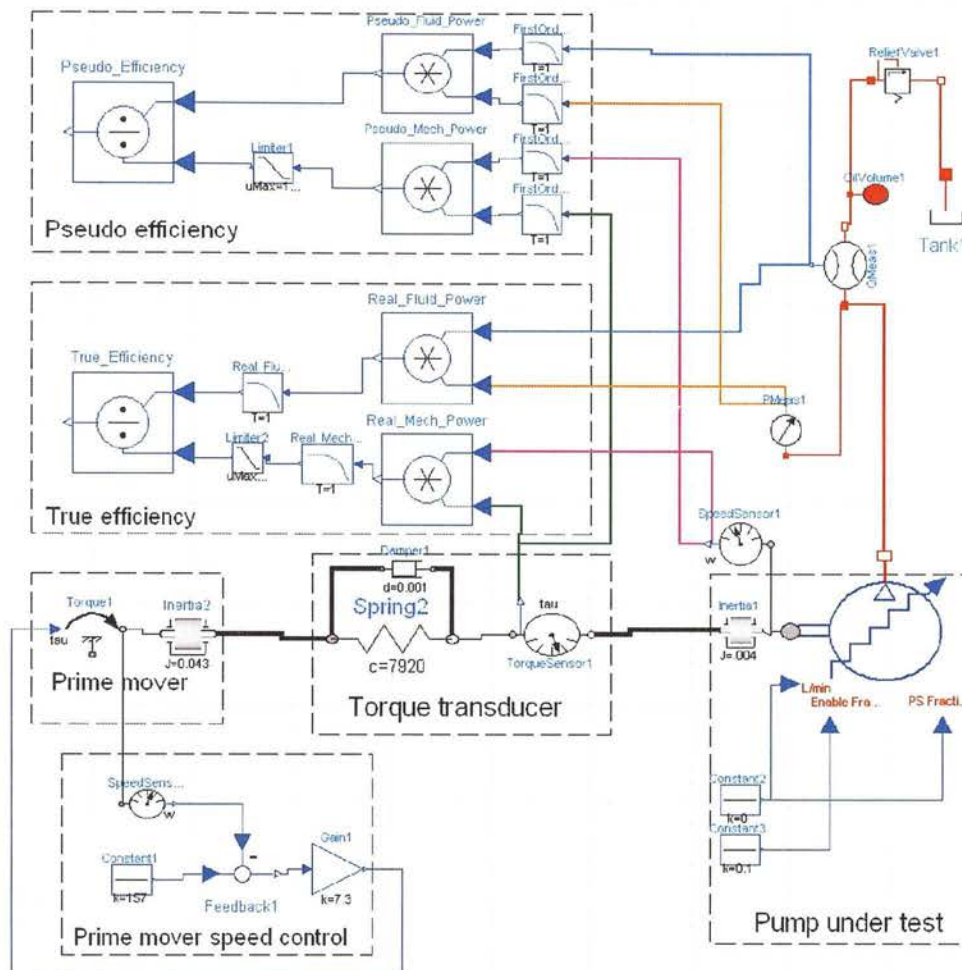 Pseudo_Fluid_Power
FirstOrd...
T=1
Pseudo_Efficiency
FirstOrd...
T=1
Pseudo_Mech_Power
FirstOrd...
T=1
Limiter1
uMax=1...
FirstOrd...
T=1
Pseudo efficiency
ReliefValve1
OilVolume1
Tank1
QMeas1
Real_Fluid_Power
True_Efficiency
Real_Flu...
T=1
Real_Mech_Power
Limiter2
uMax...
Real_Mech...
T=1
True efficiency
PMeas1
SpeedSensor1
w
Damper1
d=0.001
Torque1
tau
Inertia2
J=0.043
Prime mover
Spring2
c=7920
tau
TorqueSensor1
Torque transducer
Inertia1
J=.004
L/min
Enable Fra...
PS Fracti...
Constant2
k=0
Constant3
k=0.1
Pump under test
SpeedSens...
w
Constant1
k=157
-
Feedback1
Gain1
k=7.3
Prime mover speed control